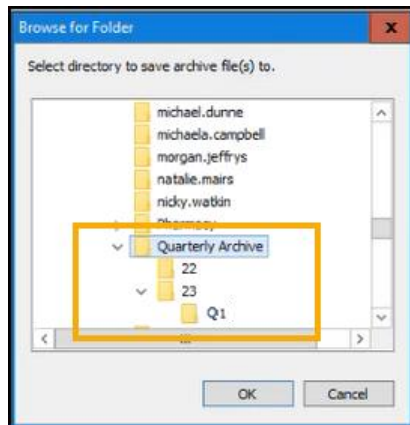 Browse for Folder
x
Select directory to save archive file(s) to.
michael.dunne
michaela.campbell
morgan.jeffrys
natalie.mairs
nicky.watkin
Pharmacy
Quarterly Archive
22
23
Q1
OK Cancel